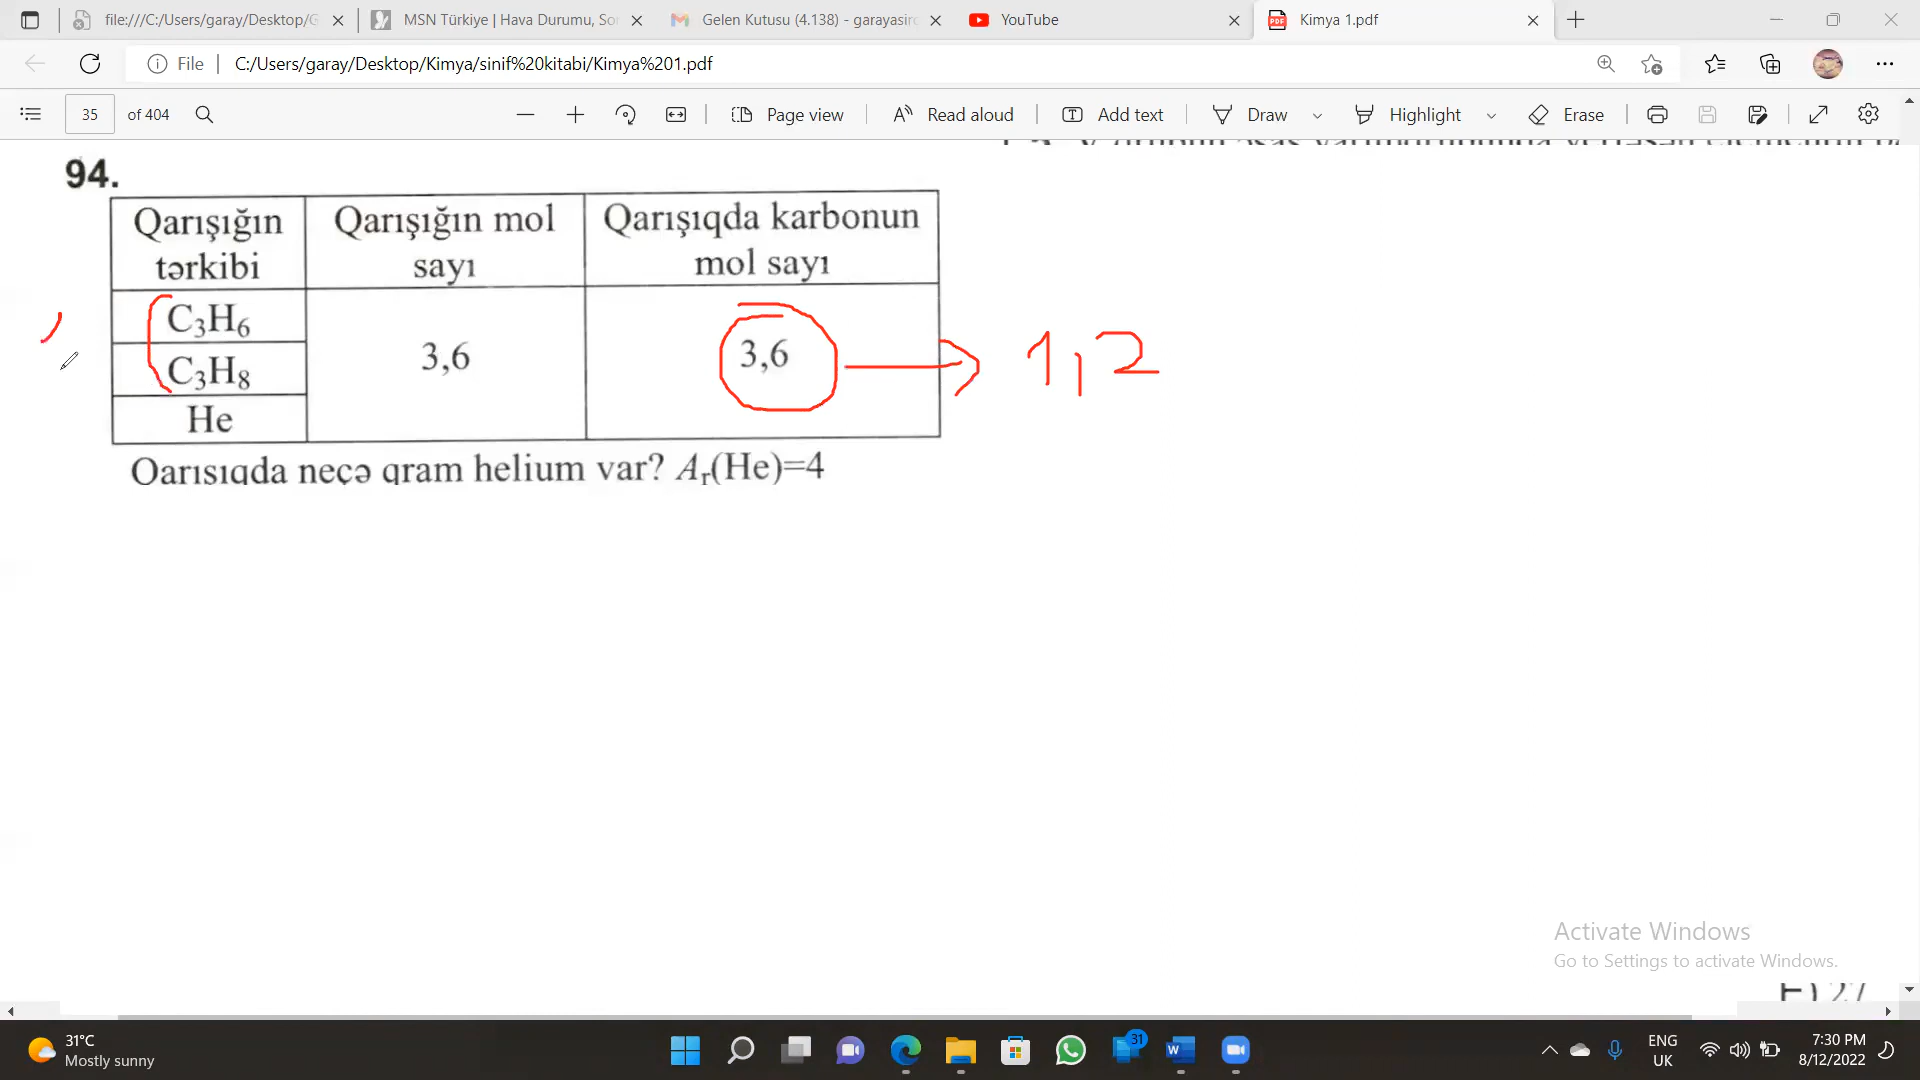 file:///C:/Users/garay/Desktop/G
MSN Türkiye | Hava Durumu, So
Gelen Kutusu (4.138) - garayasir
YouTube
Kimya 1.pdf
File
C:/Users/garay/Desktop/Kimya/sinif%20kitabi/Kimya%201.pdf
35 of 404
Page view
Read aloud
Add text
Draw
Highlight
Erase
94.
Qarışığın tərkibi
Qarışığın mol sayı
Qarışıqda karbonun mol sayı
C₃H₆
C₃H₈
He
3,6
3,6
1,2
Qarışıqda neçə qram helium var? Aᵣ(He)=4
Activate Windows
Go to Settings to activate Windows.
E) 27
31°C
Mostly sunny
31
ENG
UK
7:30 PM
8/12/2022